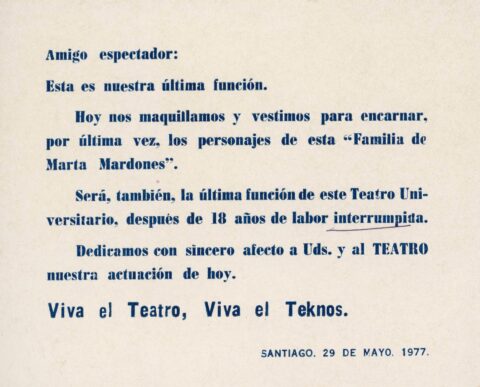 Amigo espectador:
Esta es nuestra última función.
Hoy nos maquillamos y vestimos para encarnar,
por última vez, los personajes de esta “Familia de
Marta Mardones”.
Será, también, la última función de este Teatro Uni-
versitario, después de 18 años de labor interrumpida.
Dedicamos con sincero afecto a Uds. y al TEATRO
nuestra actuación de hoy.
Viva el Teatro, Viva el Teknos.
SANTIAGO, 29 DE MAYO, 1977.